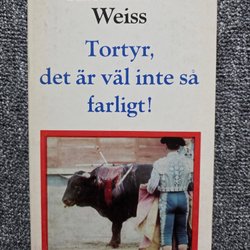 Weiss
Tortyr,
det är väl inte så
farligt!